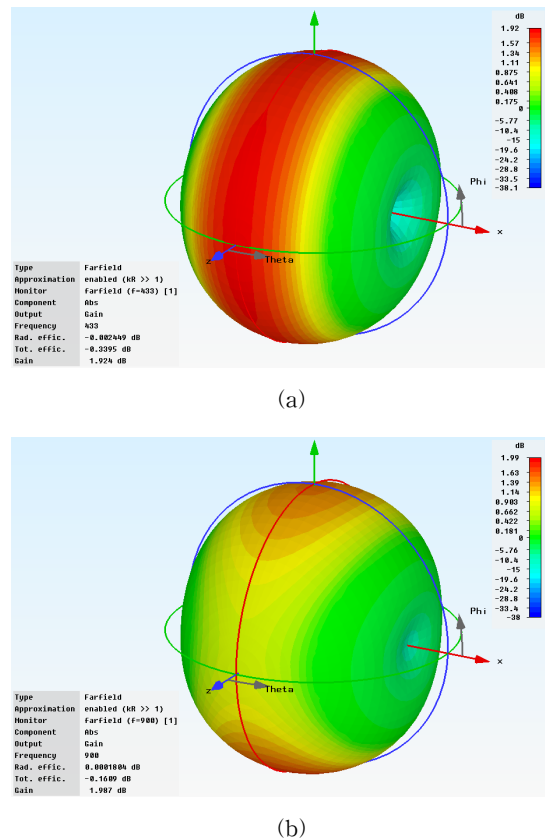 dB
1.92
1.57
1.34
1.11
0.875
0.641
0.408
0.175
0
-5.77
-10.4
-15
-19.6
-24.2
-28.8
-33.5
-38.1
Phi
x
z
Theta
Type Farfield
Approximation enabled (kR >> 1)
Monitor farfield (f=433) [1]
Component Abs
Output Gain
Frequency 433
Rad. effic. -0.002449 dB
Tot. effic. -0.3395 dB
Gain 1.924 dB
(a)
dB
1.99
1.63
1.39
1.14
0.903
0.662
0.422
0.181
0
-5.76
-10.4
-15
-19.6
-24.2
-28.8
-33.4
-38
Phi
x
z
Theta
Type Farfield
Approximation enabled (kR >> 1)
Monitor farfield (f=900) [1]
Component Abs
Output Gain
Frequency 900
Rad. effic. 0.0001804 dB
Tot. effic. -0.1609 dB
Gain 1.987 dB
(b)